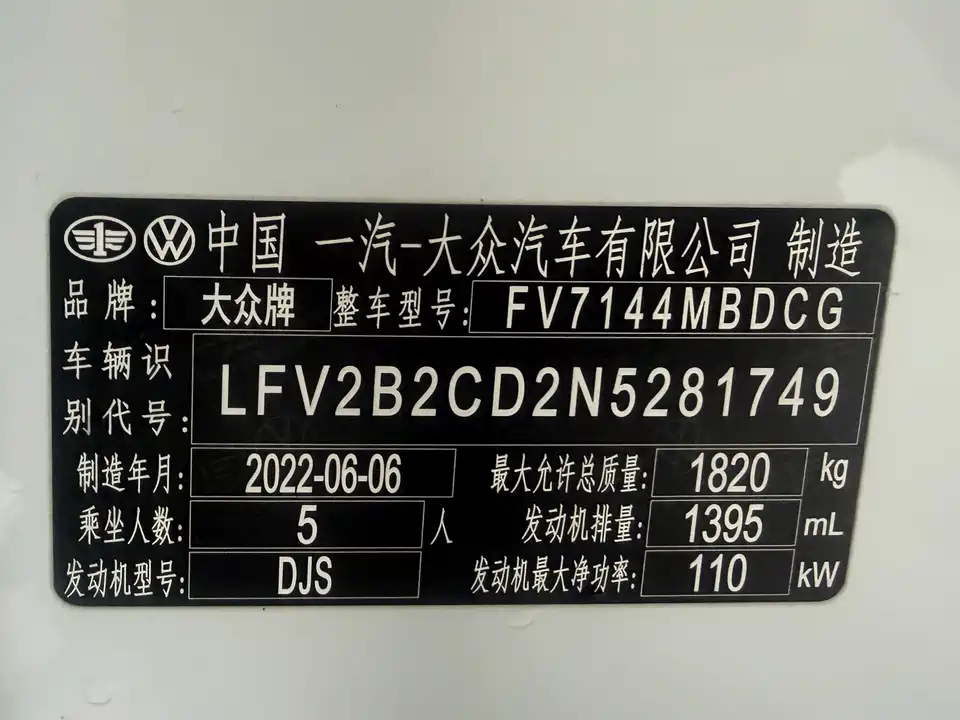 中国 一汽-大众汽车有限公司 制造
品牌: 大众牌 整车型号: FV7144MBDCG
车辆识别代号: LFV2B2CD2N5281749
制造年月: 2022-06-06 最大允许总质量: 1820 kg
乘坐人数: 5 人 发动机排量: 1395 mL
发动机型号: DJS 发动机最大净功率: 110 kW